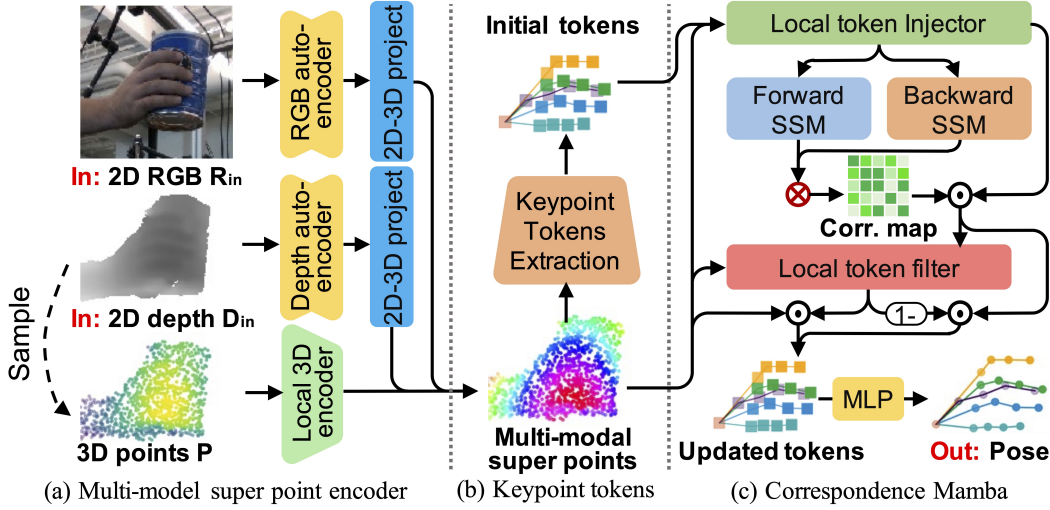 RGB auto-
encoder
2D-3D project
In: 2D RGB Rin
Depth auto-
encoder
2D-3D project
In: 2D depth Din
Sample
Local 3D
encoder
3D points P
(a) Multi-model super point encoder
Initial tokens
Keypoint
Tokens
Extraction
Multi-modal
super points
(b) Keypoint tokens
Local token Injector
Forward
SSM
Backward
SSM
Corr. map
Local token filter
1-
MLP
Updated tokens
Out: Pose
(c) Correspondence Mamba